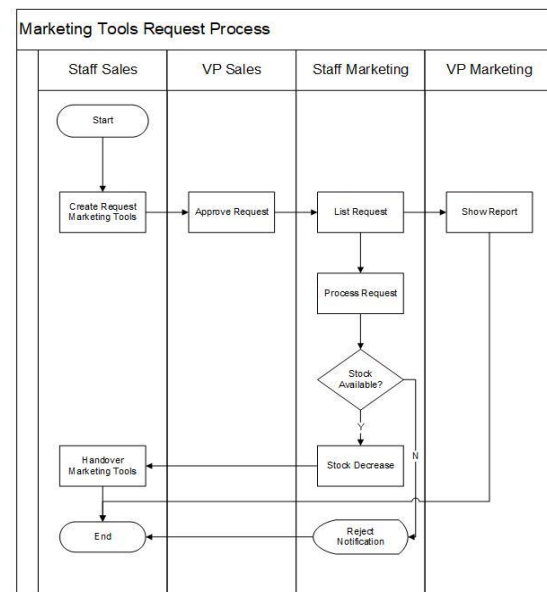 Marketing Tools Request Process
Staff Sales
VP Sales
Staff Marketing
VP Marketing
Start
Create Request
Marketing Tools
Approve Request
List Request
Show Report
Process Request
Stock
Available?
Y
N
Handover
Marketing Tools
Stock Decrease
End
Reject
Notification